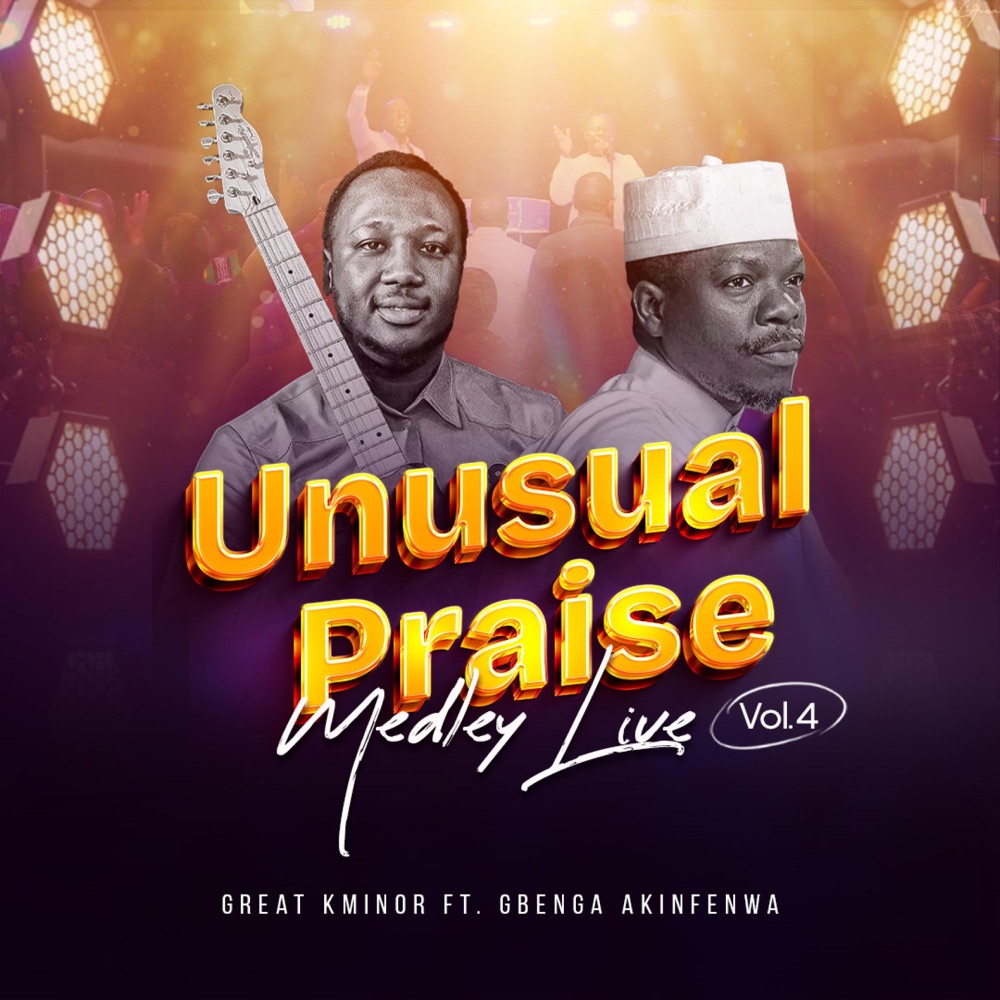 Unusual
Praise
Medley Live Vol.4
GREAT KMINOR FT. GBENGA AKINFENWA